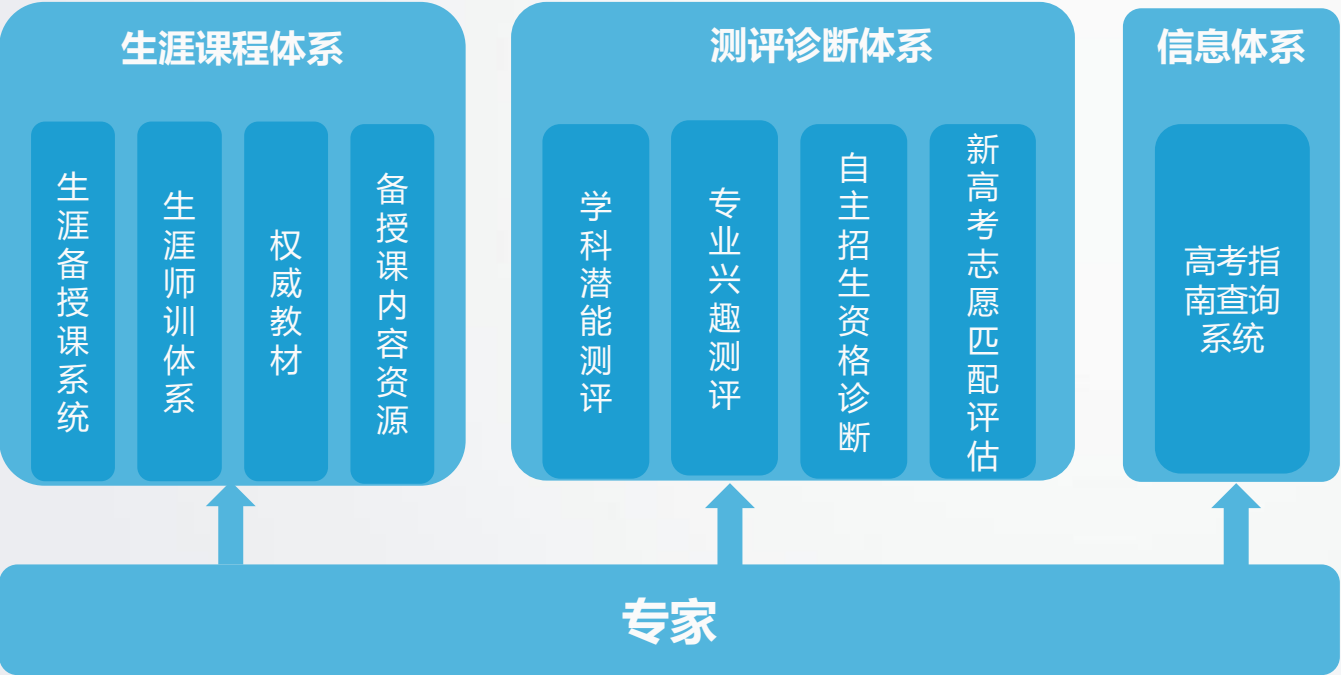 生涯课程体系
生涯备授课系统
生涯师训体系
权威教材
备授课内容资源
测评诊断体系
学科潜能测评
专业兴趣测评
自主招生资格诊断
新高考志愿匹配评估
信息体系
高考指
南查询
系统
专家